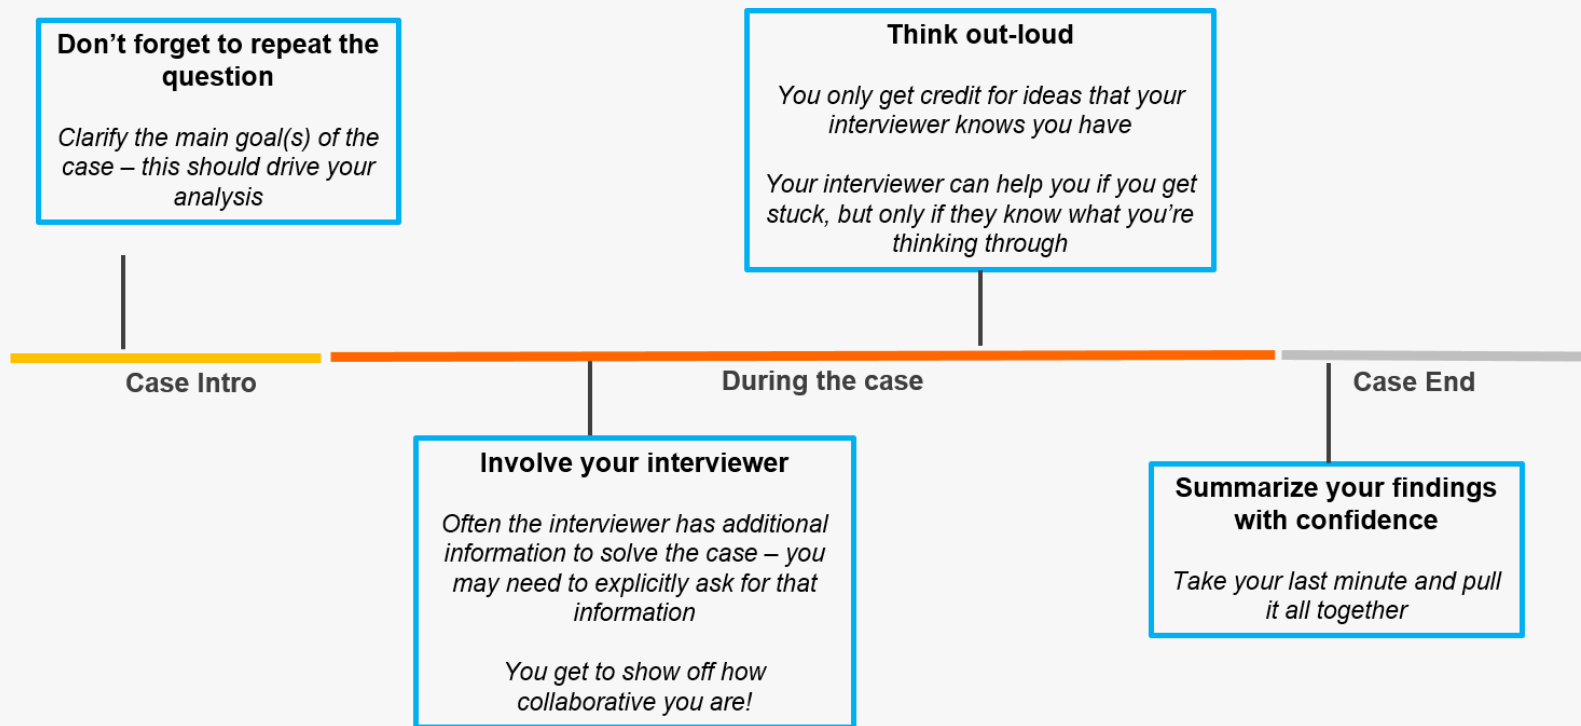 Don’t forget to repeat the
question
Clarify the main goal(s) of the
case – this should drive your
analysis
Think out-loud
You only get credit for ideas that your
interviewer knows you have
Your interviewer can help you if you get
stuck, but only if they know what you’re
thinking through
Case Intro
During the case
Case End
Involve your interviewer
Often the interviewer has additional
information to solve the case – you
may need to explicitly ask for that
information
You get to show off how
collaborative you are!
Summarize your findings
with confidence
Take your last minute and pull
it all together